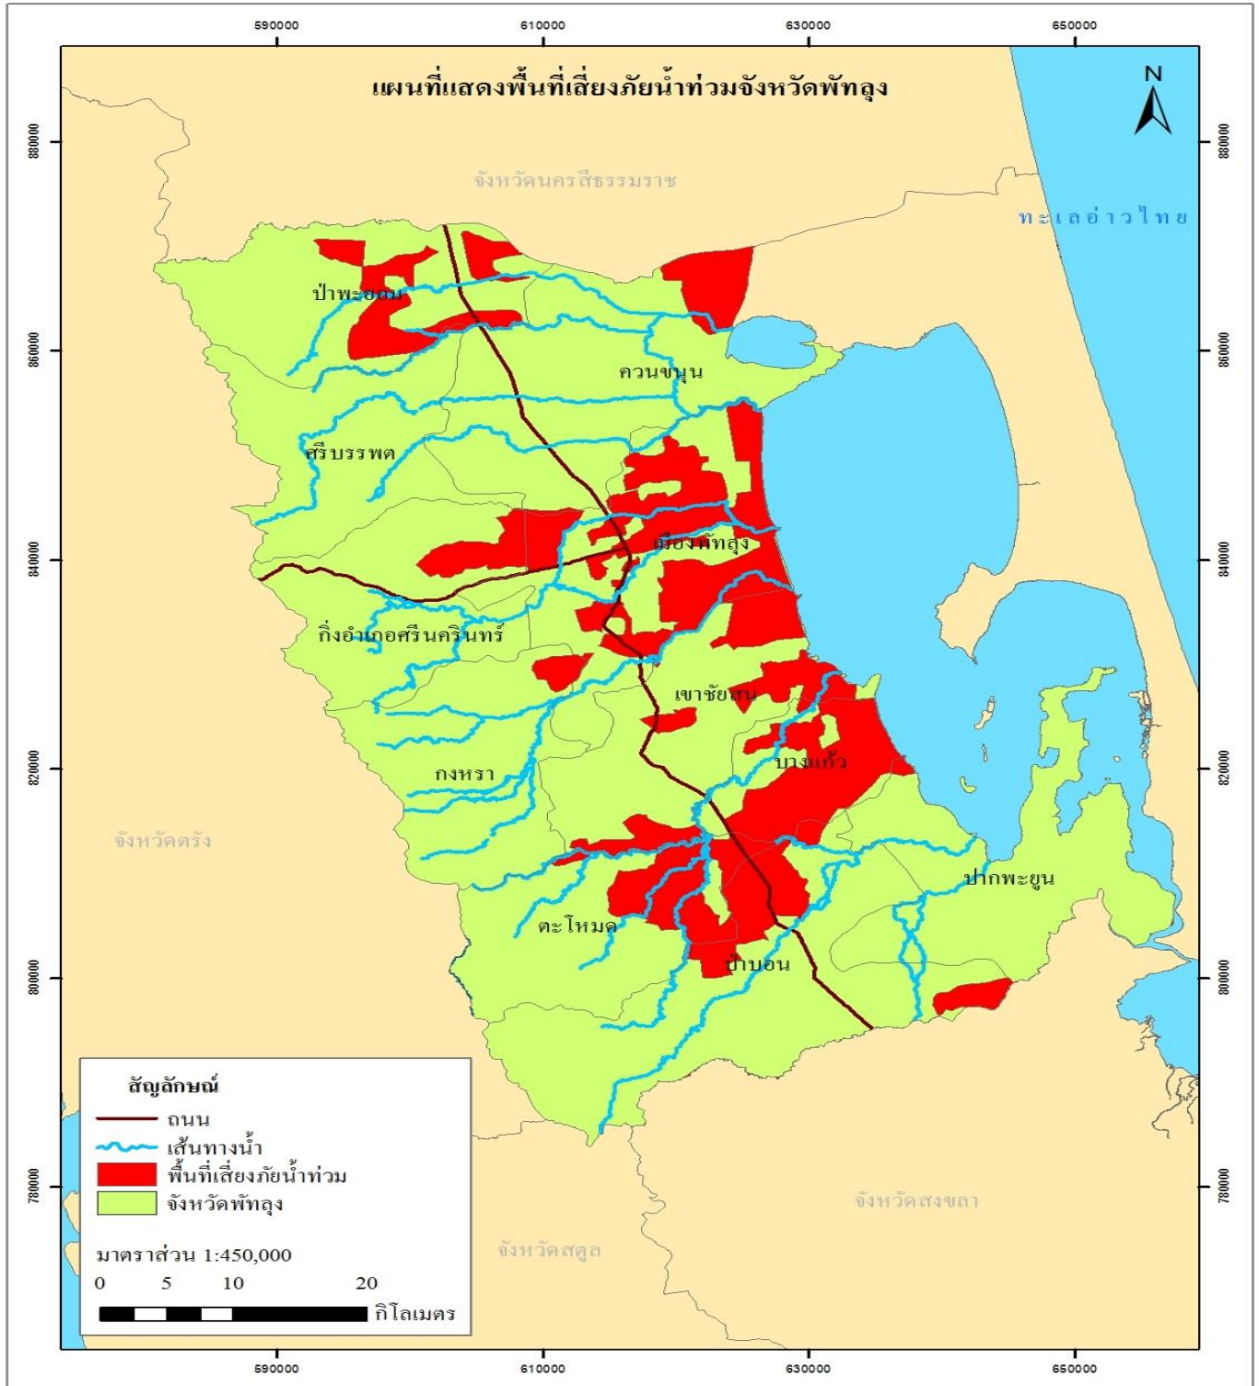 590000
610000
630000
650000
แผนที่แสดงพื้นที่เสี่ยงภัยน้ำท่วมจังหวัดพัทลุง
N
880000
880000
จังหวัดนครศรีธรรมราช
ทะเลอ่าวไทย
ป่าพะยอม
860000
860000
ควนขนุน
ศรีบรรพต
เมืองพัทลุง
840000
840000
กิ่งอำเภอศรีนครินทร์
เขาชัยสน
กงหรา
บางแก้ว
820000
820000
จังหวัดตรัง
ปากพะยูน
ตะโหมด
ป่าบอน
800000
800000
สัญลักษณ์
ถนน
เส้นทางน้ำ
พื้นที่เสี่ยงภัยน้ำท่วม
จังหวัดพัทลุง
780000
780000
จังหวัดสงขลา
จังหวัดสตูล
มาตราส่วน 1:450,000
0 5 10 20
กิโลเมตร
590000
610000
630000
650000